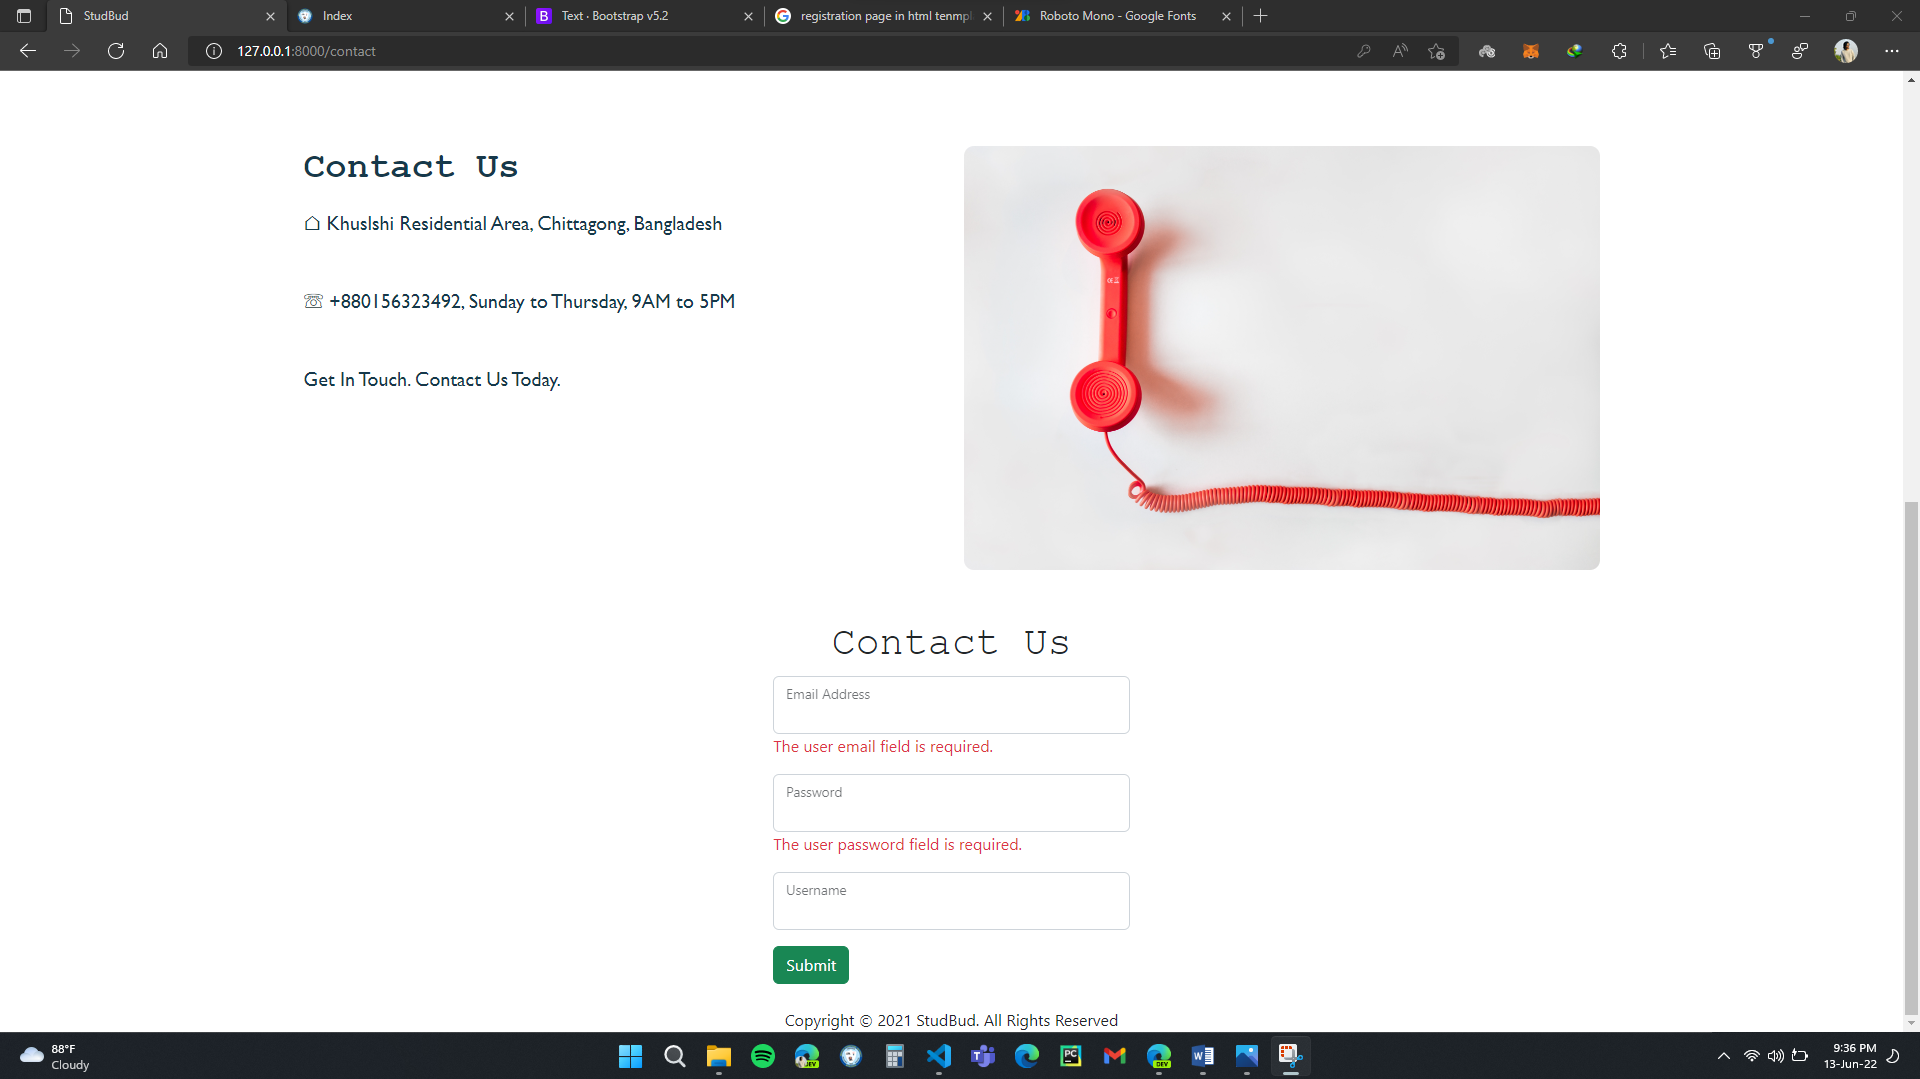 StudBud
Index
Text · Bootstrap v5.2
registration page in html tenmpl
Roboto Mono - Google Fonts
127.0.0.1:8000/contact
Contact Us
Khuslshi Residential Area, Chittagong, Bangladesh
☏ +880156323492, Sunday to Thursday, 9AM to 5PM
Get In Touch. Contact Us Today.
Contact Us
Email Address
The user email field is required.
Password
The user password field is required.
Username
Submit
Copyright © 2021 StudBud. All Rights Reserved
88°F
Cloudy
9:36 PM
13-Jun-22